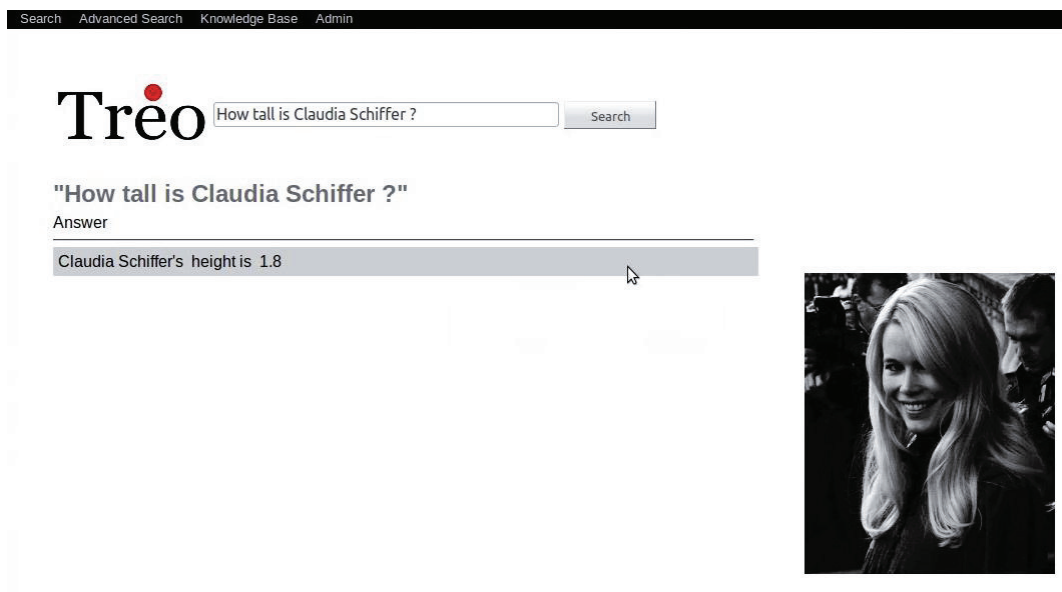 Search Advanced Search Knowledge Base Admin
Treo How tall is Claudia Schiffer ? Search
"How tall is Claudia Schiffer ?"
Answer
Claudia Schiffer's height is 1.8